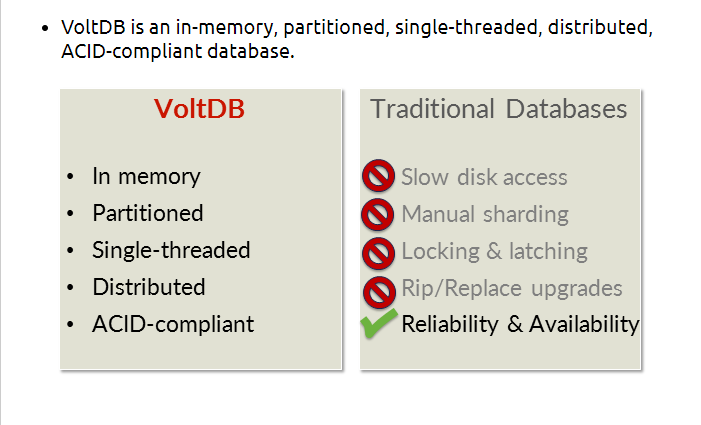 • VoltDB is an in-memory, partitioned, single-threaded, distributed,
ACID-compliant database.
VoltDB
• In memory
• Partitioned
• Single-threaded
• Distributed
• ACID-compliant
Traditional Databases
Slow disk access
Manual sharding
Locking & latching
Rip/Replace upgrades
Reliability & Availability